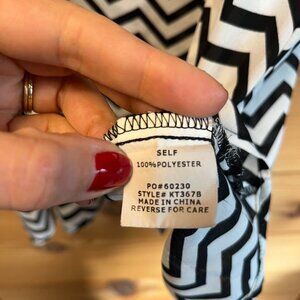 SELF
100%POLYESTER
PO#60230
STYLE# KT367B
MADE IN CHINA
REVERSE FOR CARE